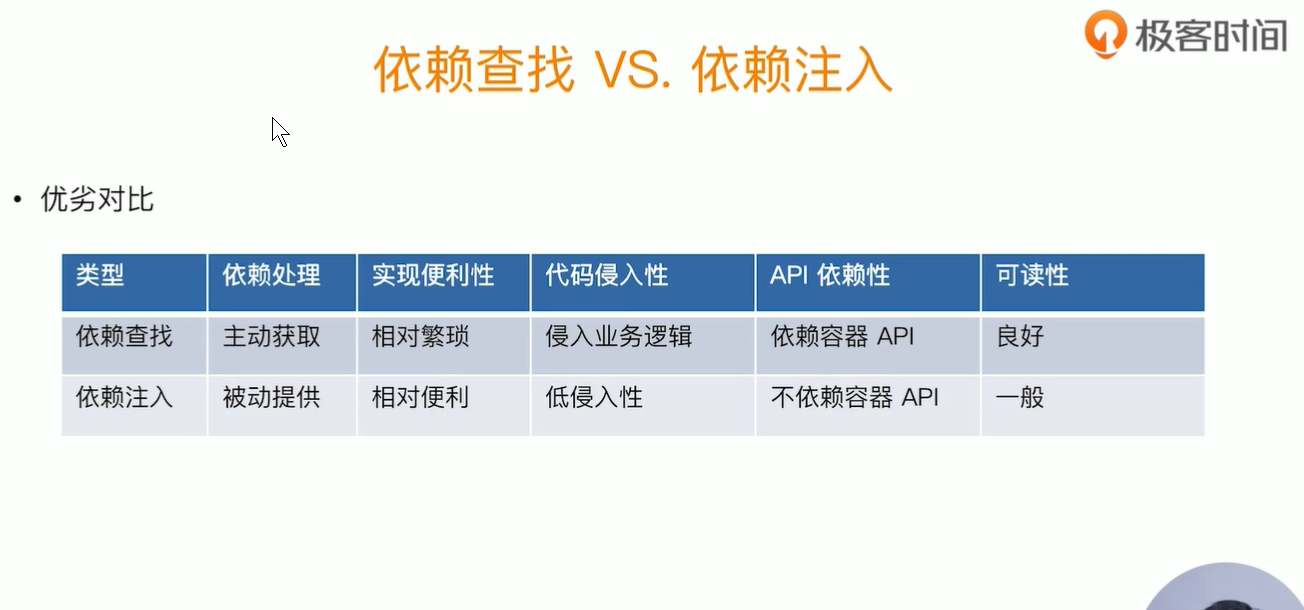 极客时间
依赖查找 VS. 依赖注入
• 优劣对比
类型 依赖处理 实现便利性 代码侵入性 API 依赖性 可读性
依赖查找 主动获取 相对繁琐 侵入业务逻辑 依赖容器 API 良好
依赖注入 被动提供 相对便利 低侵入性 不依赖容器 API 一般